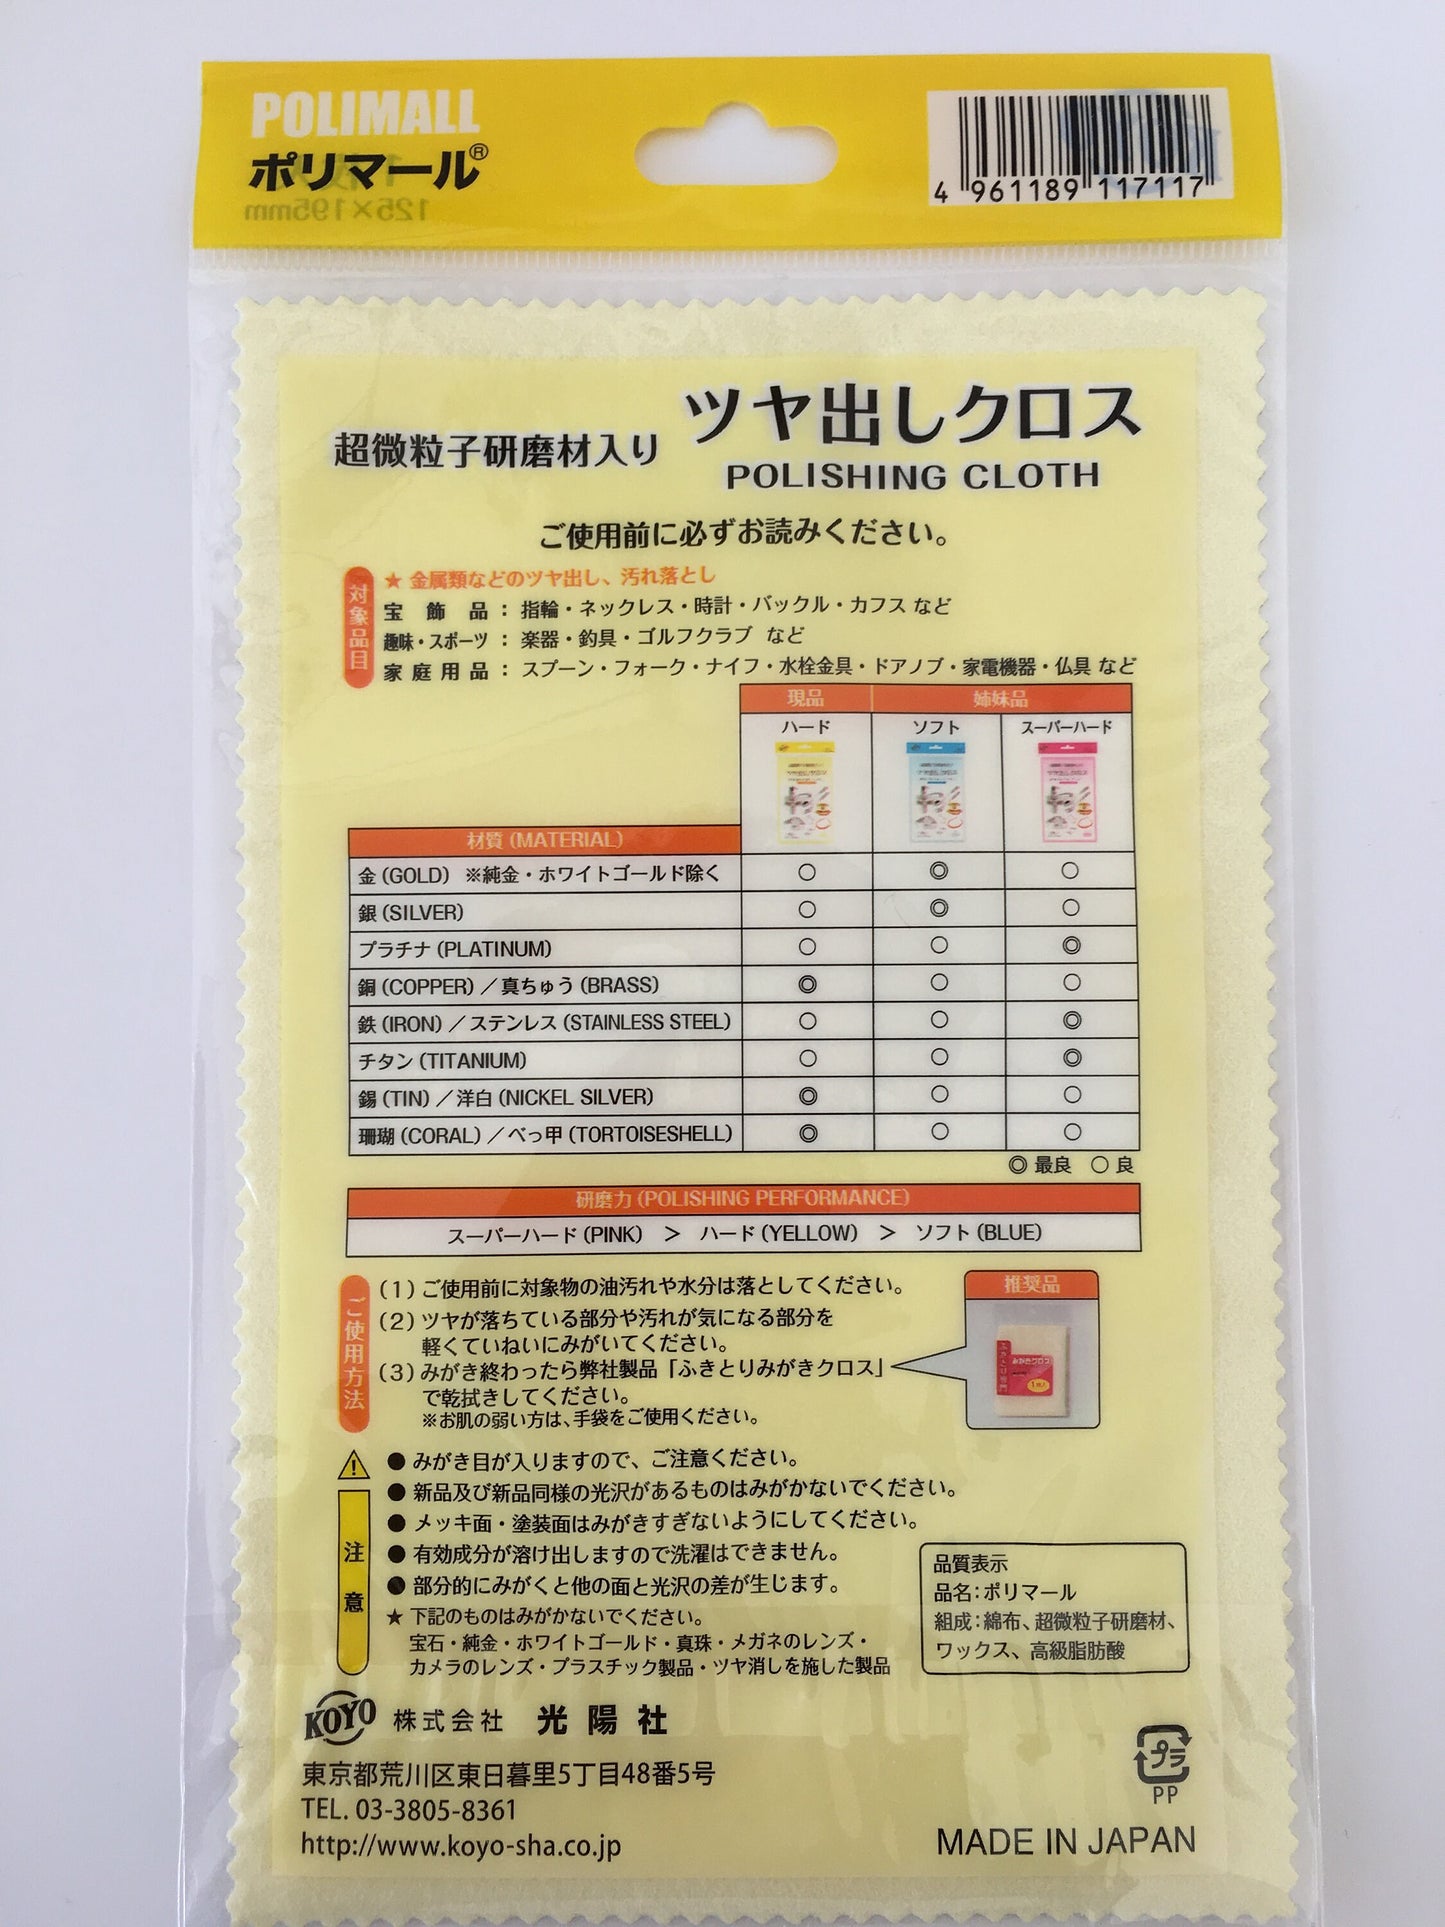 POLIMALL
ポリマール®
125×195mm
4 961189 117117
超微粒子研磨材入り ツヤ出しクロス
POLISHING CLOTH
ご使用前に必ずお読みください。
対象品目
★ 金属類などのツヤ出し、汚れ落とし
宝飾品：指輪・ネックレス・時計・バックル・カフス など
趣味・スポーツ：楽器・釣具・ゴルフクラブ など
家庭用品：スプーン・フォーク・ナイフ・水栓金具・ドアノブ・家電機器・仏具 など
現品 姉妹品
ハード ソフト スーパーハード
材質（MATERIAL）
金（GOLD） ※純金・ホワイトゴールド除く ○ ◎ ○
銀（SILVER） ○ ◎ ○
プラチナ（PLATINUM） ○ ○ ◎
銅（COPPER）／真ちゅう（BRASS） ◎ ○ ○
鉄（IRON）／ステンレス（STAINLESS STEEL） ○ ○ ◎
チタン（TITANIUM） ○ ○ ◎
錫（TIN）／洋白（NICKEL SILVER） ◎ ○ ○
珊瑚（CORAL）／べっ甲（TORTOISESHELL） ◎ ○ ○
◎ 最良 ○ 良
研磨力（POLISHING PERFORMANCE）
スーパーハード（PINK） ＞ ハード（YELLOW） ＞ ソフト（BLUE）
ご使用方法
（1）ご使用前に対象物の油汚れや水分は落としてください。
（2）ツヤが落ちている部分や汚れが気になる部分を
軽くていねいにみがいてください。
（3）みがき終わったら弊社製品「ふきとりみがきクロス」
で乾拭きしてください。
※お肌の弱い方は、手袋をご使用ください。
推奨品
みがきクロス
注意
● みがき目が入りますので、ご注意ください。
● 新品及び新品同様の光沢があるものはみがかないでください。
● メッキ面・塗装面はみがきすぎないようにしてください。
● 有効成分が溶け出しますので洗濯はできません。
● 部分的にみがくと他の面と光沢の差が生じます。
★ 下記のものはみがかないでください。
宝石・純金・ホワイトゴールド・真珠・メガネのレンズ・
カメラのレンズ・プラスチック製品・ツヤ消しを施した製品
品質表示
品名：ポリマール
組成：綿布、超微粒子研磨材、
ワックス、高級脂肪酸
KOYO 株式会社 光陽社
東京都荒川区東日暮里5丁目48番5号
TEL. 03-3805-8361
http://www.koyo-sha.co.jp
プラ
PP
MADE IN JAPAN